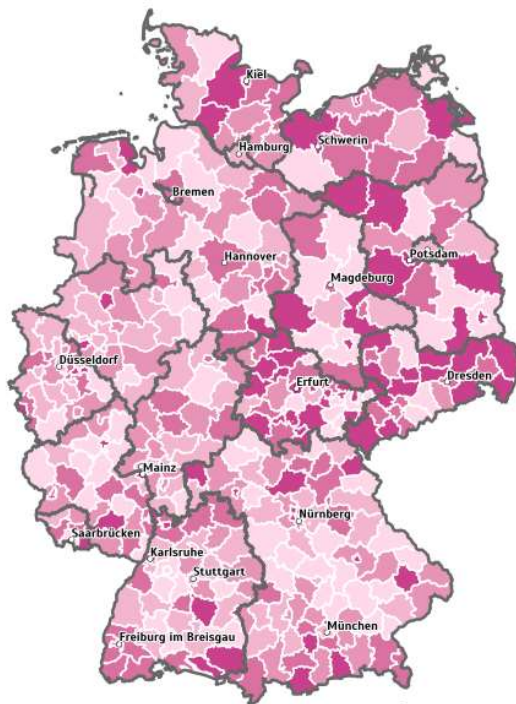 Kiel
Hamburg
Schwerin
Bremen
Hannover
Potsdam
Magdeburg
Düsseldorf
Erfurt
Dresden
Mainz
Saarbrücken
Nürnberg
Karlsruhe
Stuttgart
Freiburg im Breisgau
München